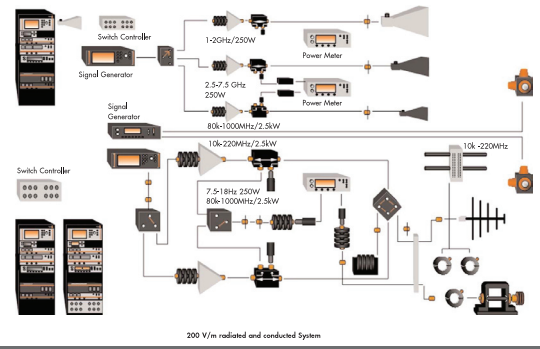 Switch Controller
1-2GHz/250W
Power Meter
Signal Generator
2.5-7.5 GHz
250W
Power Meter
Signal
Generator
80k-1000MHz/2.5kW
10k-220MHz/2.5kW
10k -220MHz
Switch Controller
7.5-18Hz 250W
80k-1000MHz/2.5kW
200 V/m radiated and conducted System